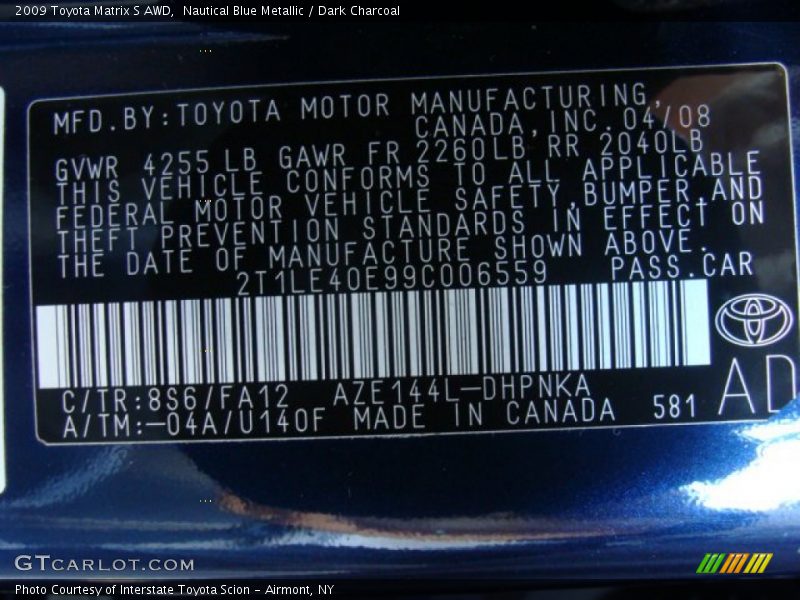 2009 Toyota Matrix S AWD,  Nautical Blue Metallic / Dark Charcoal
MFD.BY:TOYOTA MOTOR MANUFACTURING,
CANADA,INC.04/08
GVWR 4255 LB GAWR FR 2260LB RR 2040LB
THIS VEHICLE CONFORMS TO ALL APPLICABLE
FEDERAL MOTOR VEHICLE SAFETY,BUMPER,AND
THEFT PREVENTION STANDARDS IN EFFECT ON
THE DATE OF MANUFACTURE SHOWN ABOVE.
2T1LE40E99C006559 PASS.CAR
C/TR:8S6/FA12 AZE144L-DHPNKA
A/TM:-04A/U140F MADE IN CANADA 581 AD
GTCARLOT.COM
Photo Courtesy of Interstate Toyota Scion - Airmont, NY